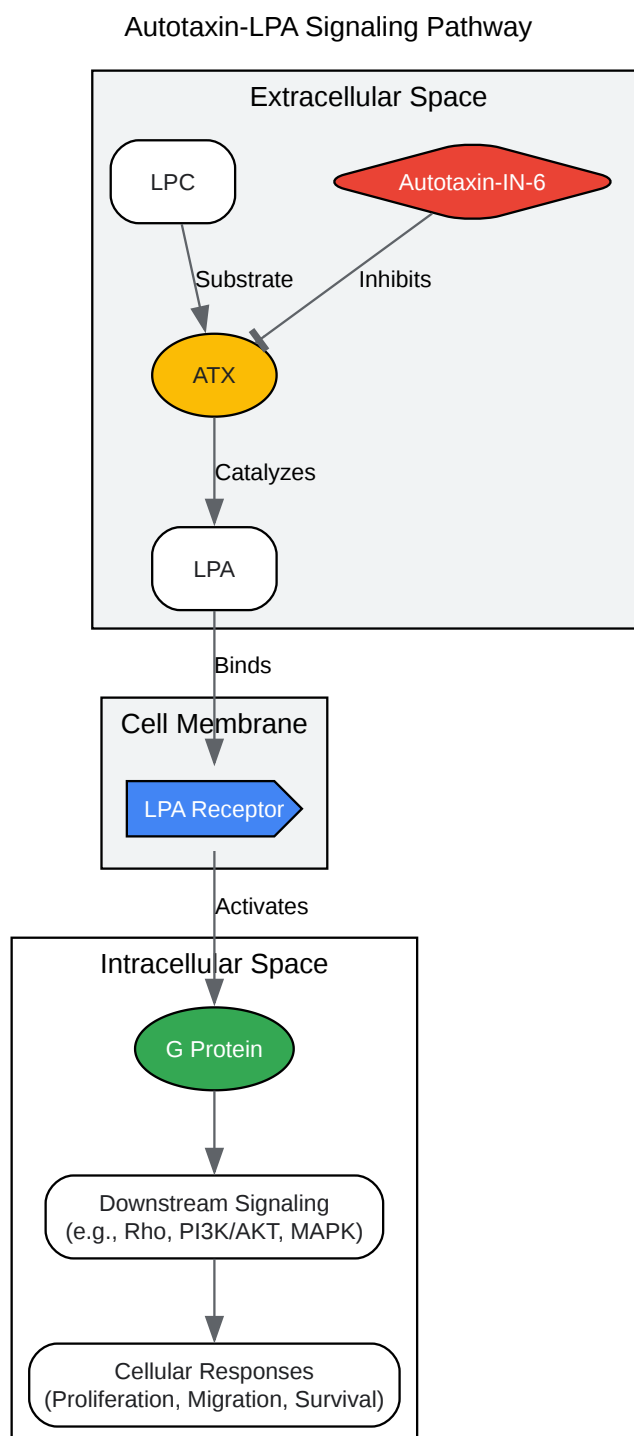 Autotaxin-LPA Signaling Pathway
Extracellular Space
LPC
Autotaxin-IN-6
Substrate
Inhibits
ATX
Catalyzes
LPA
Binds
Cell Membrane
LPA Receptor
Activates
Intracellular Space
G Protein
Downstream Signaling
(e.g., Rho, PI3K/AKT, MAPK)
Cellular Responses
(Proliferation, Migration, Survival)